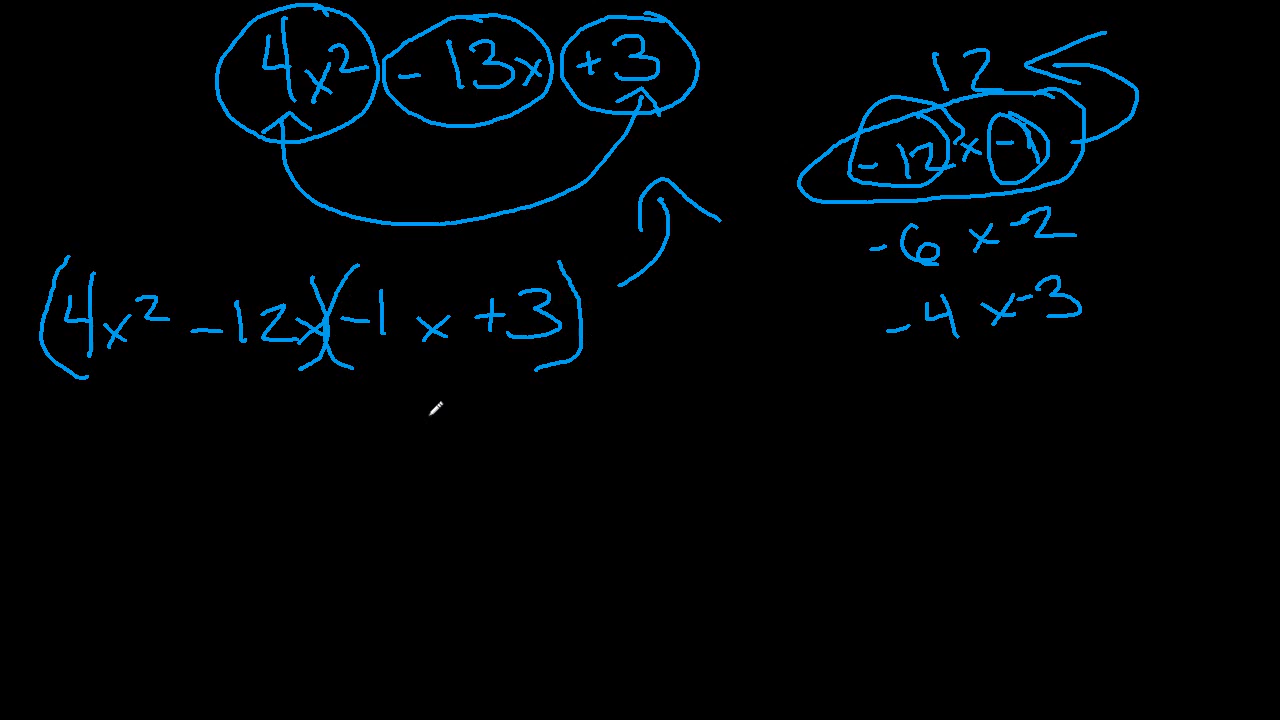 4x² - 13x + 3
12
-12 x -1
-6 x -2
-4 x -3
(4x² - 12x)(-1x + 3)